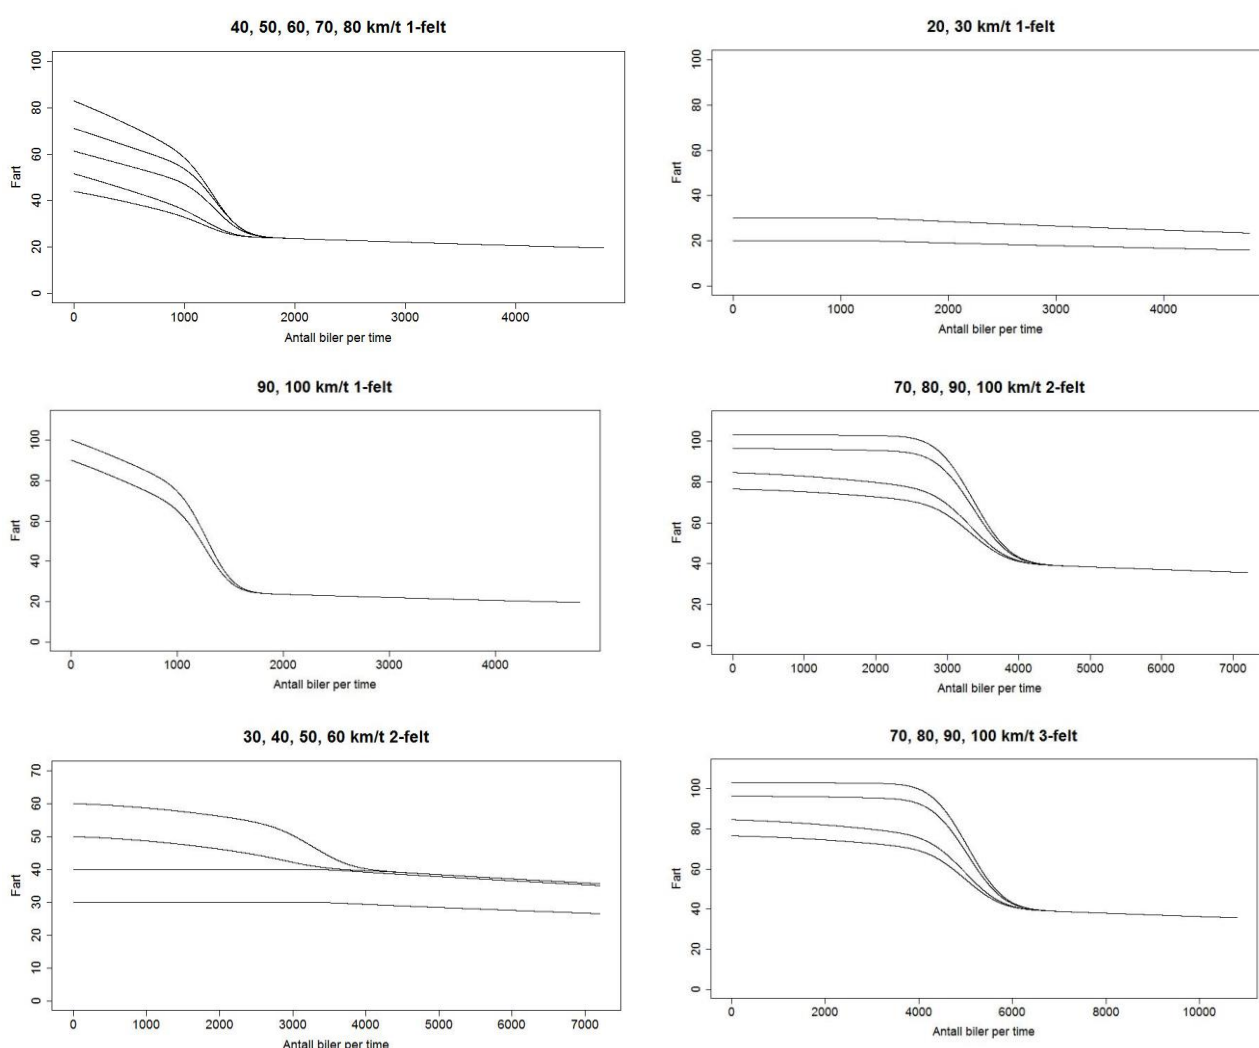 40, 50, 60, 70, 80 km/t 1-felt
Fart
100
80
60
40
20
0
0 1000 2000 3000 4000
Antall biler per time
20, 30 km/t 1-felt
Fart
100
80
60
40
20
0
0 1000 2000 3000 4000
Antall biler per time
90, 100 km/t 1-felt
Fart
100
80
60
40
20
0
0 1000 2000 3000 4000
Antall biler per time
70, 80, 90, 100 km/t 2-felt
Fart
100
80
60
40
20
0
0 1000 2000 3000 4000 5000 6000 7000
Antall biler per time
30, 40, 50, 60 km/t 2-felt
Fart
70
60
50
40
30
20
10
0
0 1000 2000 3000 4000 5000 6000 7000
Antall biler per time
70, 80, 90, 100 km/t 3-felt
Fart
100
80
60
40
20
0
0 2000 4000 6000 8000 10000
Antall biler per time